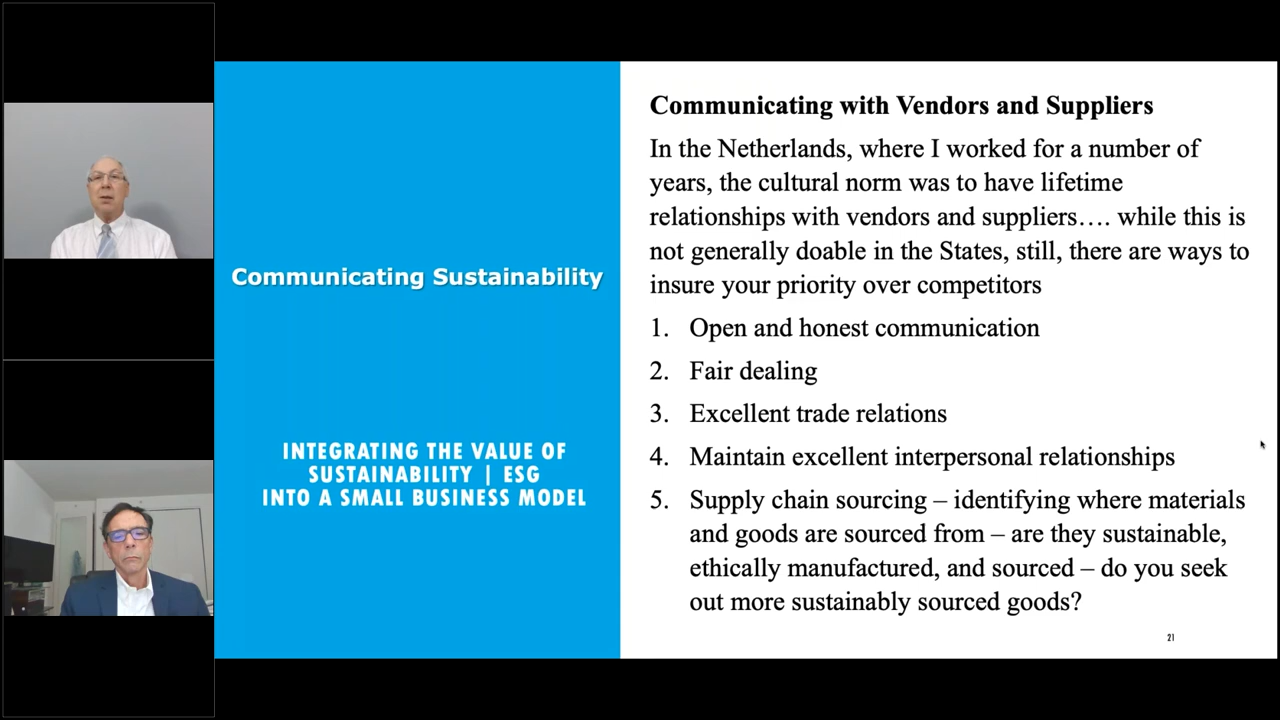 Communicating Sustainability
INTEGRATING THE VALUE OF
SUSTAINABILITY | ESG
INTO A SMALL BUSINESS MODEL
Communicating with Vendors and Suppliers
In the Netherlands, where I worked for a number of
years, the cultural norm was to have lifetime
relationships with vendors and suppliers…. while this is
not generally doable in the States, still, there are ways to
insure your priority over competitors
1. Open and honest communication
2. Fair dealing
3. Excellent trade relations
4. Maintain excellent interpersonal relationships
5. Supply chain sourcing – identifying where materials
and goods are sourced from – are they sustainable,
ethically manufactured, and sourced – do you seek
out more sustainably sourced goods?
21